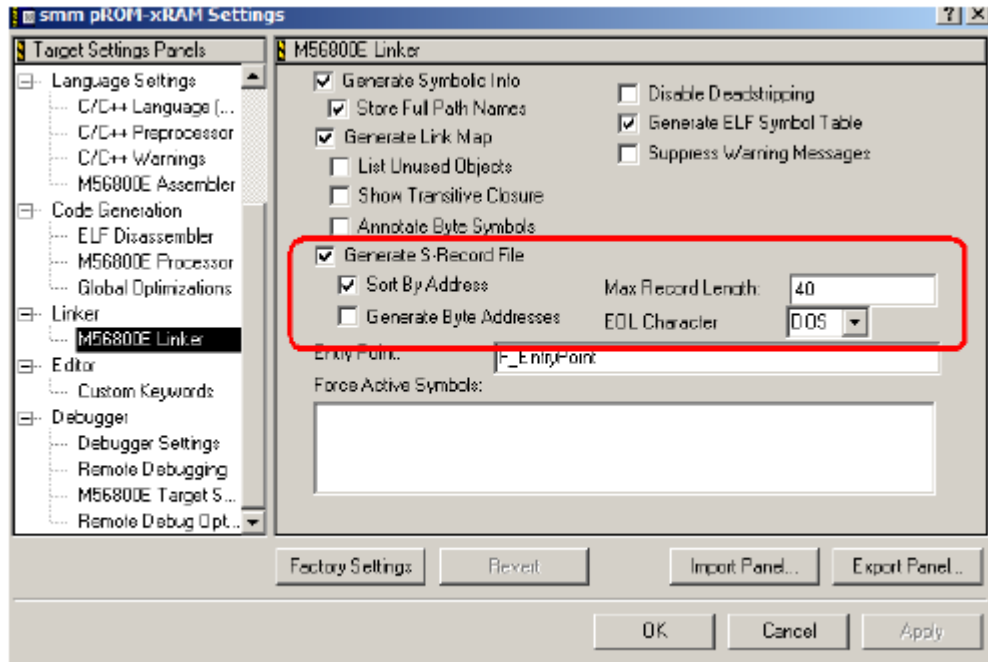 smm pROM-xRAM Settings
Target Settings Panels
Language Settings
C/C++ Language (...
C/C++ Preprocessor
C/C++ Warnings
M56800E Assembler
Code Generation
ELF Disassembler
M56800E Processor
Global Optimizations
Linker
M56800E Linker
Editor
Custom Keywords
Debugger
Debugger Settings
Remote Debugging
M56800E Target S...
Remote Debug Opt...
M56800E Linker
Generate Symbolic Info
Store Full Path Names
Generate Link Map
List Unused Objects
Show Transitive Closure
Annotate Byte Symbols
Disable Deadstripping
Generate ELF Symbol Table
Suppress Warning Messages
Generate S-Record File
Sort By Address
Max Record Length: 40
Generate Byte Addresses
EOL Character DOS
Entry Point: F_EntryPoint
Force Active Symbols:
Factory Settings
Revert
Import Panel...
Export Panel...
OK
Cancel
Apply